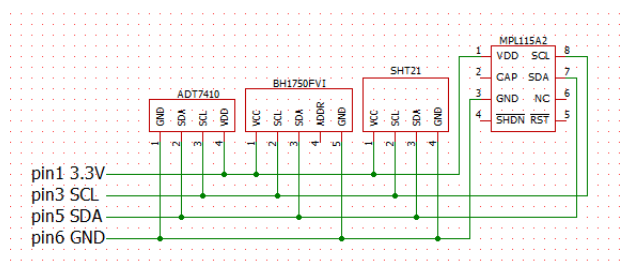 MPL115A2
1 VDD SCL 8
2 CAP SDA 7
3 GND NC 6
4 SHDN RST 5
SHT21
VCC SCL SDA GND
1 2 3 4
BH1750FVI
VCC SCL SDA ADDR GND
1 2 3 4 5
ADT7410
GND SDA SCL VDD
1 2 3 4
pin1 3.3V
pin3 SCL
pin5 SDA
pin6 GND